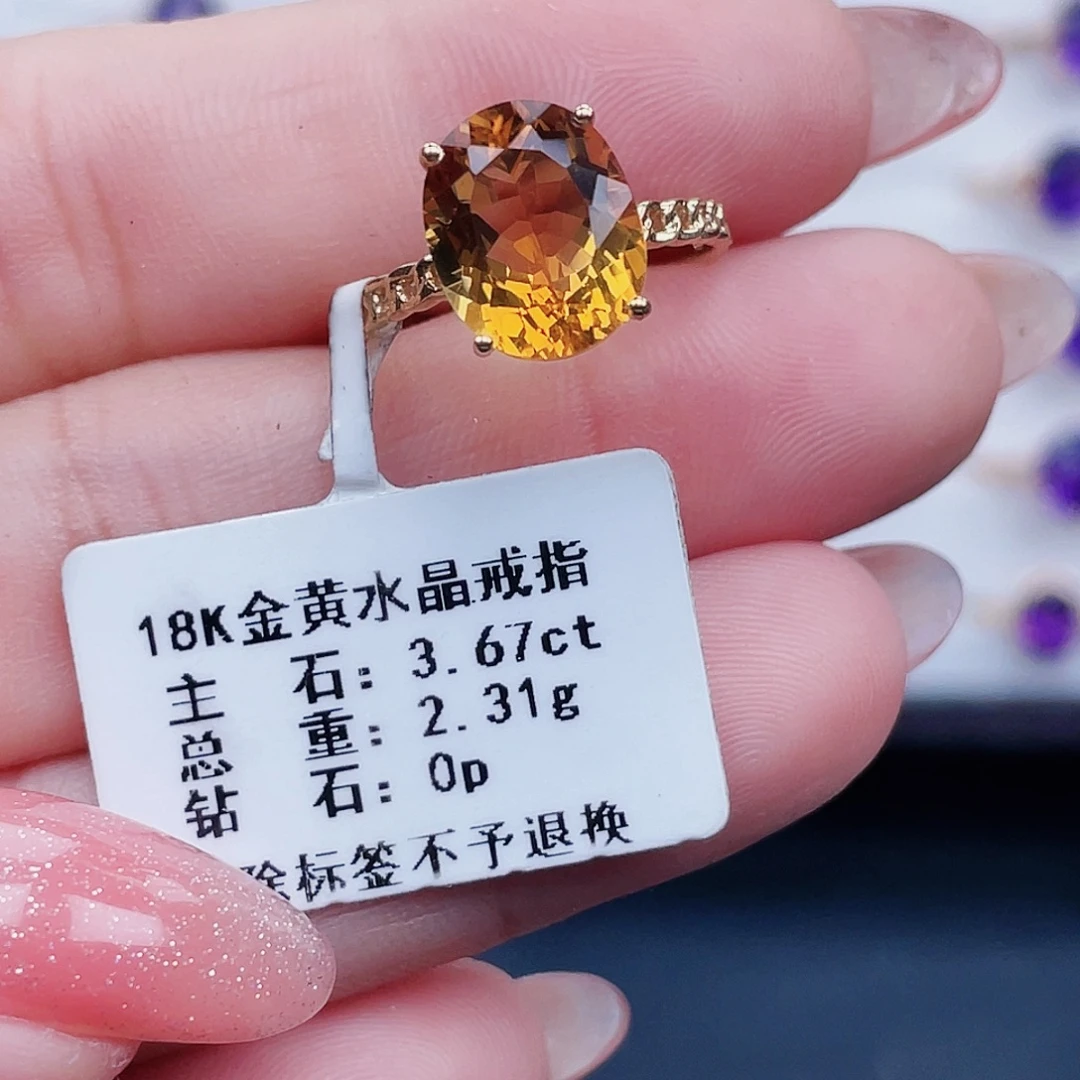 18K金黄水晶戒指
主 石: 3.67ct
总 重: 2.31g
钻 石: 0p
除标签不予退换